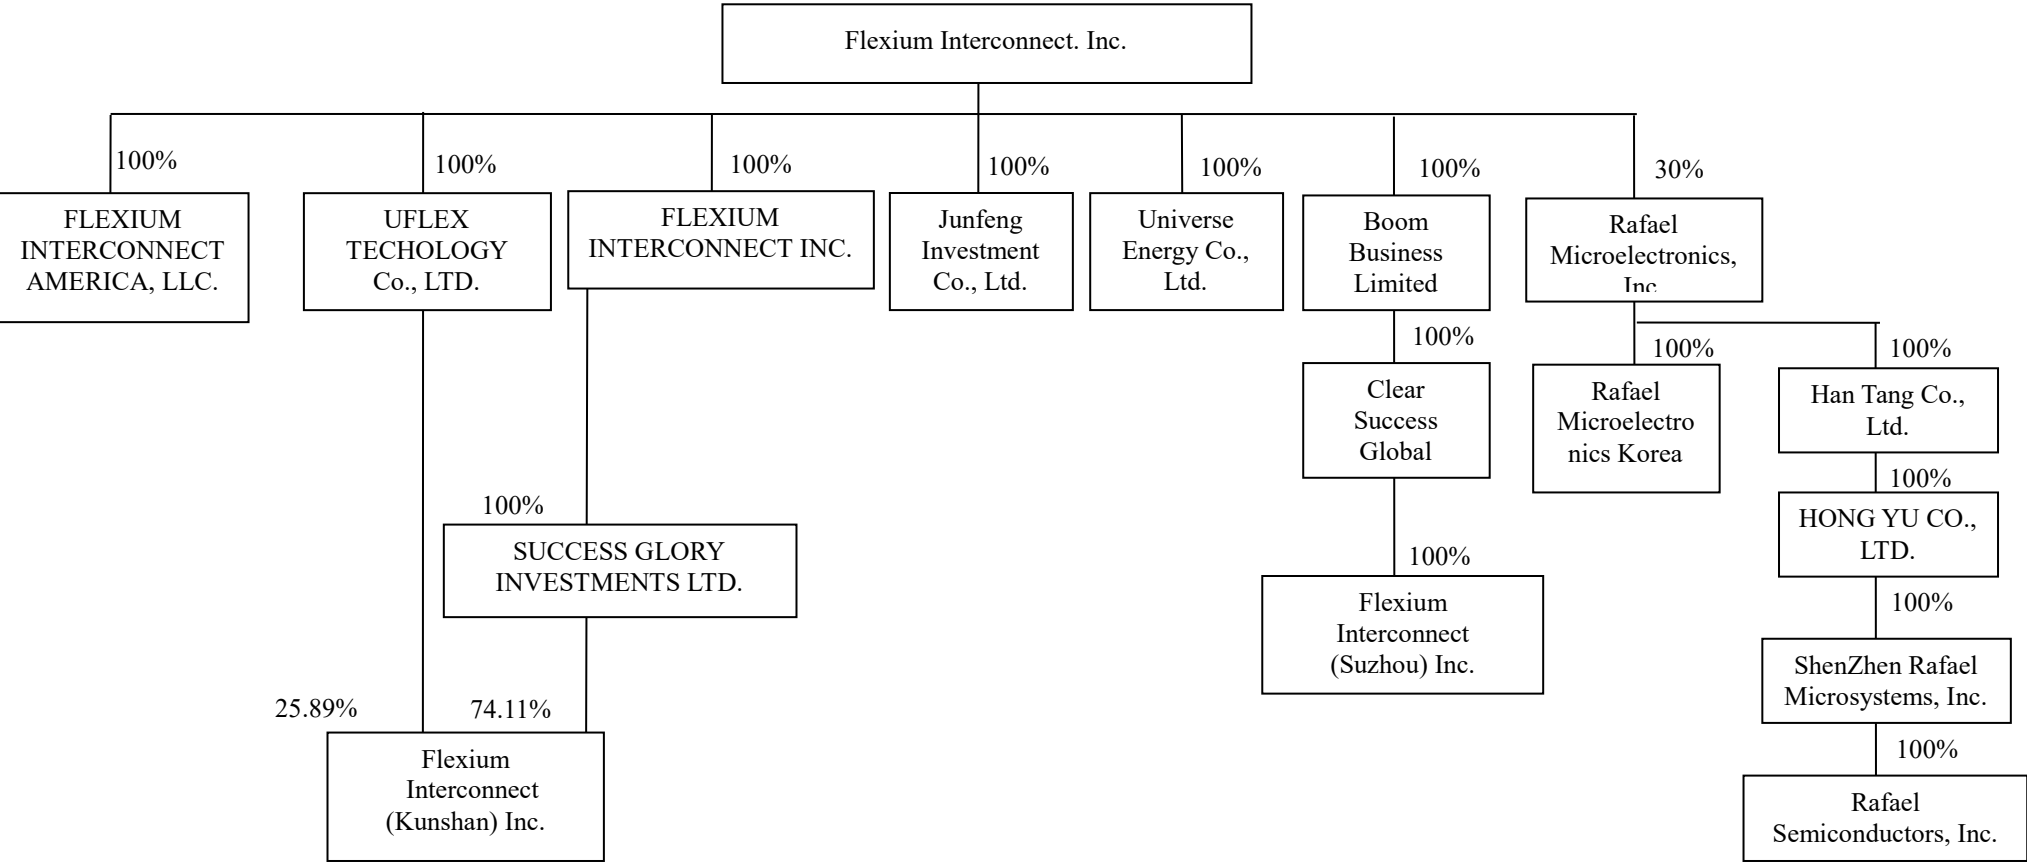 Flexium Interconnect. Inc.
100%
100%
100%
100%
100%
100%
30%
FLEXIUM
INTERCONNECT
AMERICA, LLC.
UFLEX
TECHOLOGY
Co., LTD.
FLEXIUM
INTERCONNECT INC.
Junfeng
Investment
Co., Ltd.
Universe
Energy Co.,
Ltd.
Boom
Business
Limited
Rafael
Microelectronics,
Inc
100%
100%
100%
Clear
Success
Global
Rafael
Microelectro
nics Korea
Han Tang Co.,
Ltd.
100%
HONG YU CO.,
LTD.
100%
SUCCESS GLORY
INVESTMENTS LTD.
100%
Flexium
Interconnect
(Suzhou) Inc.
100%
ShenZhen Rafael
Microsystems, Inc.
25.89%
74.11%
Flexium
Interconnect
(Kunshan) Inc.
100%
Rafael
Semiconductors, Inc.